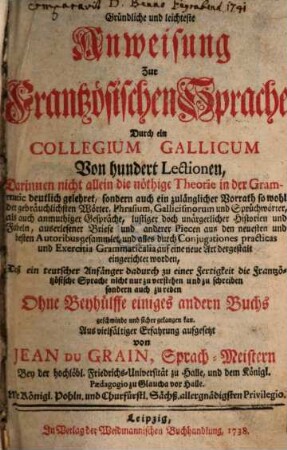 Comparavit D. Benno Septembri 1741
Gründliche und leichteste
Anweisung
Zur
Frantzösischen Sprache
Durch ein
COLLEGIUM GALLICUM
Von hundert Lectionen,
Darinnen nicht allein die nöthige Theorie in der Gram-
matic deutlich gelehret, sondern auch ein zulänglicher Vorrath so wohl
der gebräuchlichsten Wörter, Phrasium, Gallicismorum und Sprüchwörter,
als auch anmuthiger Gespräche, lustiger doch unärgerlicher Historien und
Fabeln, auserlesener Briefe und anderer Piecen aus den neuesten und
besten Autoribus gesammlet, und alles durch Conjugationes practicas
und Exercitia Grammaticalia auf eine neue Art dergestalt
eingerichtet worden,
Daß ein teutscher Anfänger dadurch zu einer Fertigkeit die Frantzö-
sische Sprache nicht nur zu verstehen und zu schreiben
sondern auch zu reden
Ohne Beyhülffe einiges andern Buchs
geschwinde und sicher gelangen kan.
Aus vielfältiger Erfahrung aufgesetzt
von
JEAN DU GRAIN, Sprach-Meistern
Bey der hochlöbl. Friedrichs-Universität zu Halle, und dem Königl.
Pædagogio zu Glaucha vor Halle.
Mit Königl. Pohln. und Churfürstl. Sächß. allergnädigstem Privilegio.
Leipzig,
In Verlag der Weidmannischen Buchhandlung, 1738.